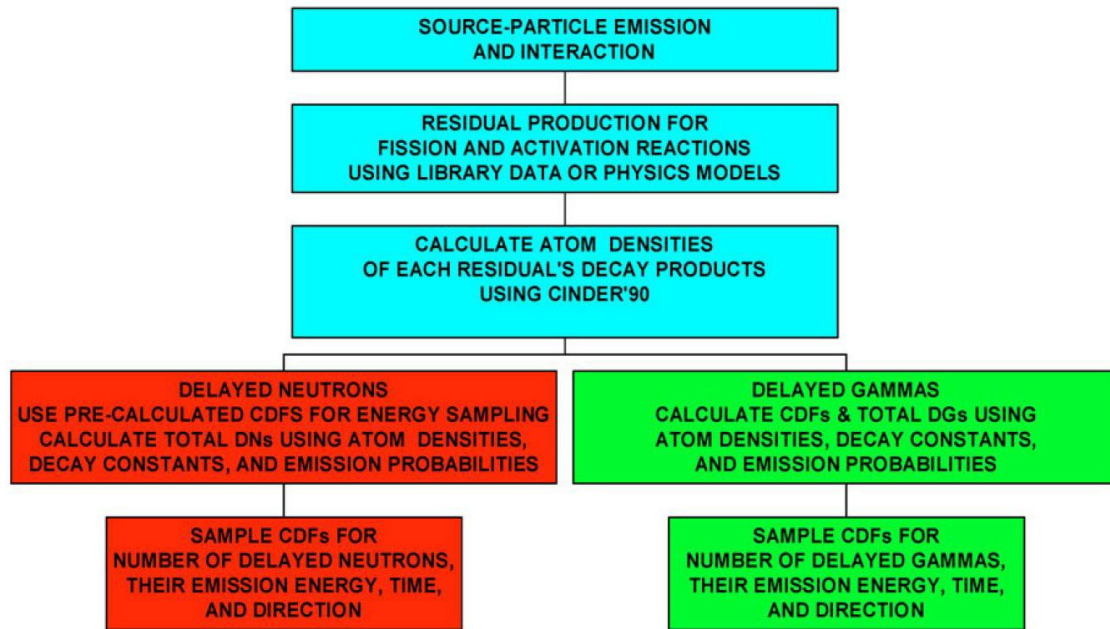 SOURCE-PARTICLE EMISSION
AND INTERACTION
RESIDUAL PRODUCTION FOR
FISSION AND ACTIVATION REACTIONS
USING LIBRARY DATA OR PHYSICS MODELS
CALCULATE ATOM DENSITIES
OF EACH RESIDUAL'S DECAY PRODUCTS
USING CINDER'90
DELAYED NEUTRONS
USE PRE-CALCULATED CDFS FOR ENERGY SAMPLING
CALCULATE TOTAL DNs USING ATOM DENSITIES,
DECAY CONSTANTS, AND EMISSION PROBABILITIES
DELAYED GAMMAS
CALCULATE CDFs & TOTAL DGs USING
ATOM DENSITIES, DECAY CONSTANTS,
AND EMISSION PROBABILITIES
SAMPLE CDFs FOR
NUMBER OF DELAYED NEUTRONS,
THEIR EMISSION ENERGY, TIME,
AND DIRECTION
SAMPLE CDFs FOR
NUMBER OF DELAYED GAMMAS,
THEIR EMISSION ENERGY, TIME,
AND DIRECTION